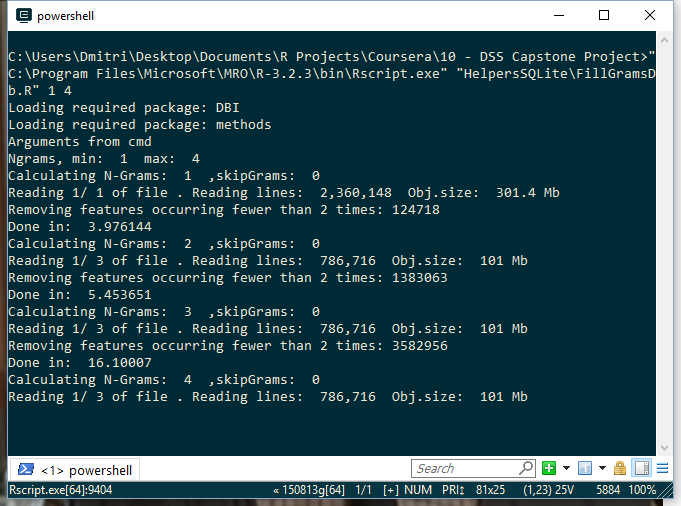 powershell
C:\Users\Dmitri\Desktop\Documents\R Projects\Coursera\10 - DSS Capstone Project>"
C:\Program Files\Microsoft\MRO\R-3.2.3\bin\Rscript.exe" "HelpersSQLite\FillGramsD
b.R" 1 4
Loading required package: DBI
Loading required package: methods
Arguments from cmd
Ngrams, min:  1  max:  4
Calculating N-Grams:  1  ,skipGrams:  0
Reading 1/ 1 of file . Reading lines:  2,360,148  Obj.size:  301.4 Mb
Removing features occurring fewer than 2 times: 124718
Done in:  3.976144
Calculating N-Grams:  2  ,skipGrams:  0
Reading 1/ 3 of file . Reading lines:  786,716  Obj.size:  101 Mb
Removing features occurring fewer than 2 times: 1383063
Done in:  5.453651
Calculating N-Grams:  3  ,skipGrams:  0
Reading 1/ 3 of file . Reading lines:  786,716  Obj.size:  101 Mb
Removing features occurring fewer than 2 times: 3582956
Done in:  16.10007
Calculating N-Grams:  4  ,skipGrams:  0
Reading 1/ 3 of file . Reading lines:  786,716  Obj.size:  101 Mb
<1> powershell Search 1
Rscript.exe[64]:9404 « 150813g[64] 1/1 [+] NUM PRI↕ 81x25 (1,23) 25V 5884 100%